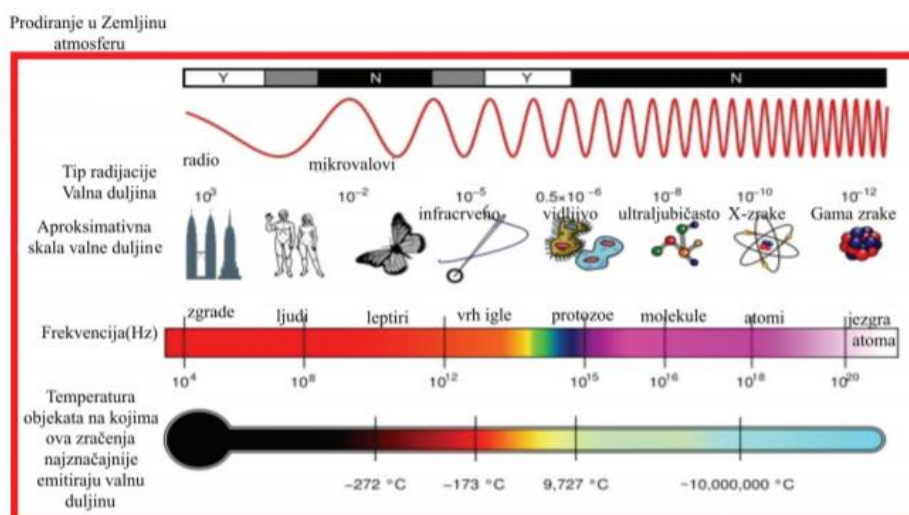 Prodiranje u Zemljinu
atmosferu
Y N Y N
radio mikrovalovi
Tip radijacije
Valna duljina
10³ 10⁻² 10⁻⁵ 0.5×10⁻⁶ 10⁻⁸ 10⁻¹⁰ 10⁻¹²
infracrveno vidljivo ultraljubičasto X-zrake Gama zrake
Aproksimativna
skala valne duljine
zgrade ljudi leptiri vrh igle protozoe molekule atomi jezgra
atoma
Frekvencija(Hz)
10⁴ 10⁸ 10¹² 10¹⁵ 10¹⁶ 10¹⁸ 10²⁰
Temperatura
objekata na kojima
ova zračenja
najznačajnije
emitiraju valnu
duljinu
−272 °C −173 °C 9,727 °C ~10,000,000 °C